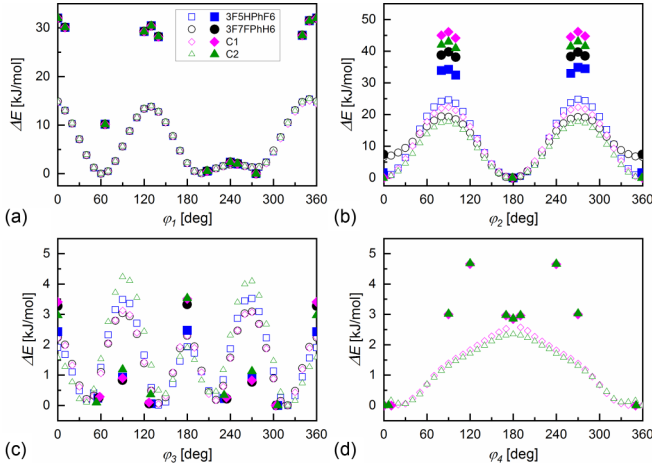 40
30
20
10
0
ΔE [kJ/mol]
3F5HPhF6
3F7FPhH6
C1
C2
0 60 120 180 240 300 360
(a)
φ1 [deg]
50
40
30
20
10
0
ΔE [kJ/mol]
0 60 120 180 240 300 360
(b)
φ2 [deg]
5
4
3
2
1
0
ΔE [kJ/mol]
0 60 120 180 240 300 360
(c)
φ3 [deg]
5
4
3
2
1
0
ΔE [kJ/mol]
0 60 120 180 240 300 360
(d)
φ4 [deg]